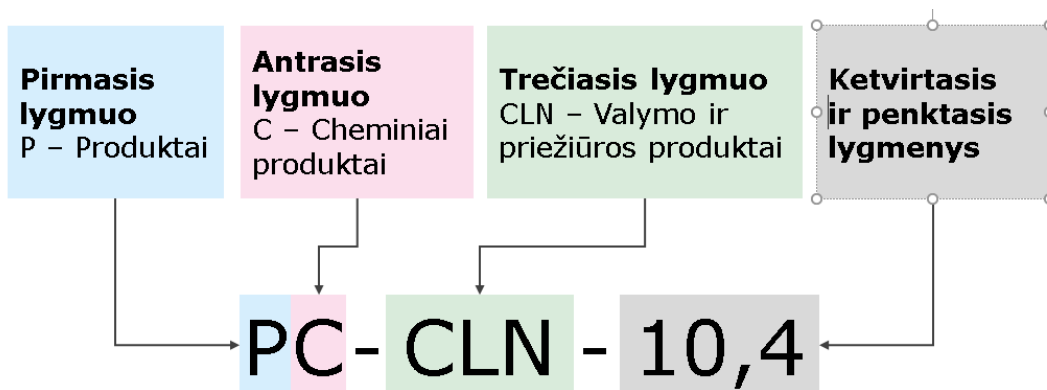 Pirmasis
lygmuo
P – Produktai
Antrasis
lygmuo
C – Cheminiai
produktai
Trečiasis lygmuo
CLN – Valymo ir
priežiūros produktai
Ketvirtasis
ir penktasis
lygmenys
PC - CLN - 10,4